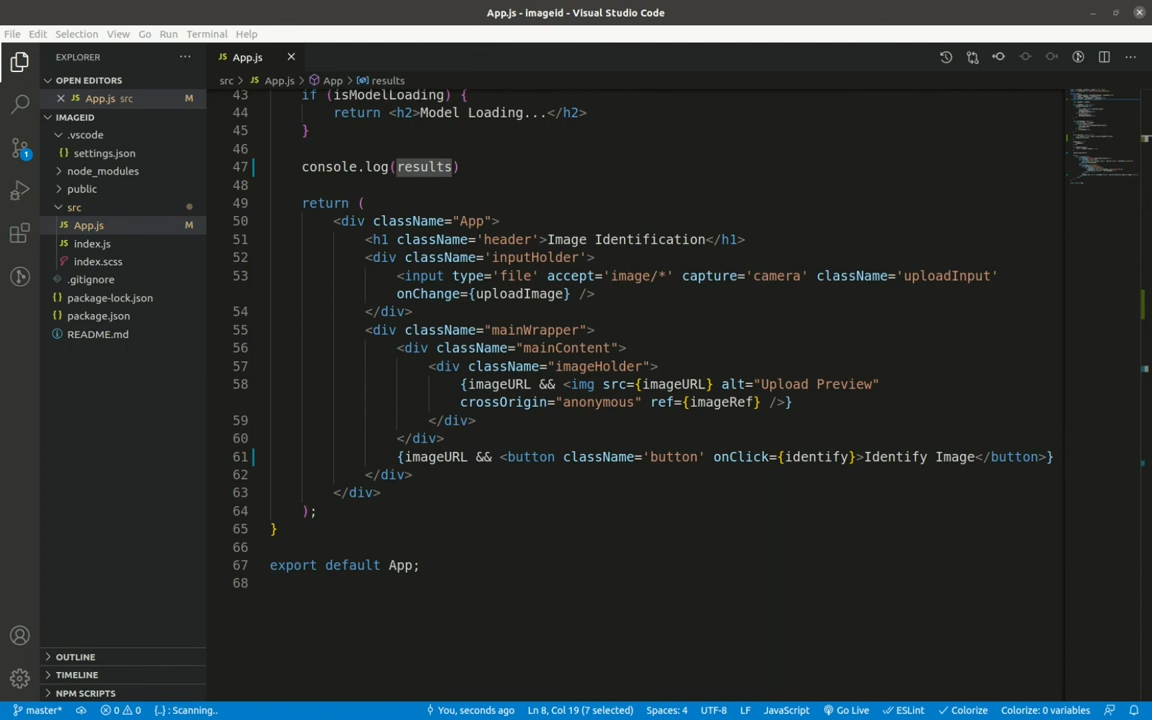 App.js - imageid - Visual Studio Code
File Edit Selection View Go Run Terminal Help
EXPLORER
OPEN EDITORS
App.js src M
IMAGEID
.vscode
settings.json
node_modules
public
src
App.js M
index.js
index.scss
.gitignore
package-lock.json
package.json
README.md
OUTLINE
TIMELINE
NPM SCRIPTS
1
App.js
src > App.js > App > results
43 if (isModelLoading) {
44 return <h2>Model Loading...</h2>
45 }
46
47 console.log(results)
48
49 return (
50 <div className="App">
51 <h1 className='header'>Image Identification</h1>
52 <div className='inputHolder'>
53 <input type='file' accept='image/*' capture='camera' className='uploadInput'
onChange={uploadImage} />
54 </div>
55 <div className="mainWrapper">
56 <div className="mainContent">
57 <div className="imageHolder">
58 {imageURL && <img src={imageURL} alt="Upload Preview"
crossOrigin="anonymous" ref={imageRef} />}
59 </div>
60 </div>
61 {imageURL && <button className='button' onClick={identify}>Identify Image</button>}
62 </div>
63 </div>
64 );
65 }
66
67 export default App;
68
master* 0 0 {..} : Scanning.. You, seconds ago Ln 8, Col 19 (7 selected) Spaces: 4 UTF-8 LF JavaScript Go Live ESLint Colorize Colorize: 0 variables